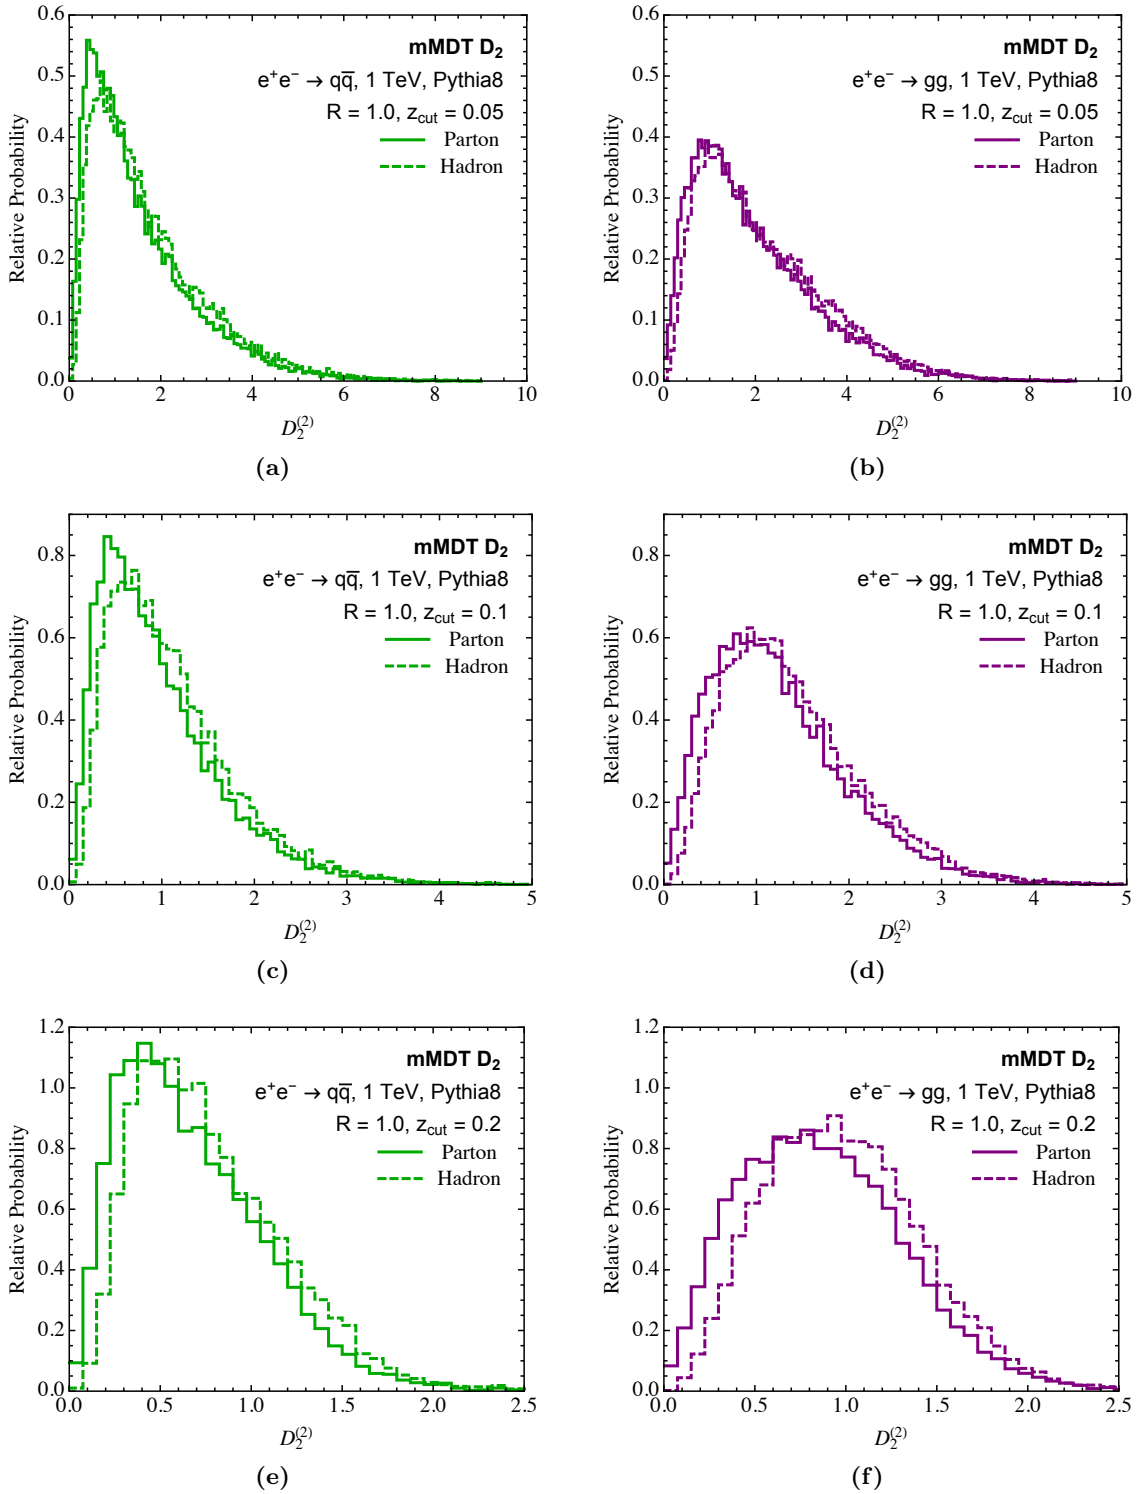 mMDT D₂
e⁺e⁻ → qq̅, 1 TeV, Pythia8
R = 1.0, z_cut = 0.05
Parton
Hadron
Relative Probability
0.6
0.5
0.4
0.3
0.2
0.1
0.0
0 2 4 6 8 10
D₂⁽²⁾
(a)
mMDT D₂
e⁺e⁻ → gg, 1 TeV, Pythia8
R = 1.0, z_cut = 0.05
Parton
Hadron
Relative Probability
0.6
0.5
0.4
0.3
0.2
0.1
0.0
0 2 4 6 8 10
D₂⁽²⁾
(b)
mMDT D₂
e⁺e⁻ → qq̅, 1 TeV, Pythia8
R = 1.0, z_cut = 0.1
Parton
Hadron
Relative Probability
0.8
0.6
0.4
0.2
0.0
0 1 2 3 4 5
D₂⁽²⁾
(c)
mMDT D₂
e⁺e⁻ → gg, 1 TeV, Pythia8
R = 1.0, z_cut = 0.1
Parton
Hadron
Relative Probability
0.8
0.6
0.4
0.2
0.0
0 1 2 3 4 5
D₂⁽²⁾
(d)
mMDT D₂
e⁺e⁻ → qq̅, 1 TeV, Pythia8
R = 1.0, z_cut = 0.2
Parton
Hadron
Relative Probability
1.2
1.0
0.8
0.6
0.4
0.2
0.0
0.0 0.5 1.0 1.5 2.0 2.5
D₂⁽²⁾
(e)
mMDT D₂
e⁺e⁻ → gg, 1 TeV, Pythia8
R = 1.0, z_cut = 0.2
Parton
Hadron
Relative Probability
1.2
1.0
0.8
0.6
0.4
0.2
0.0
0.0 0.5 1.0 1.5 2.0 2.5
D₂⁽²⁾
(f)